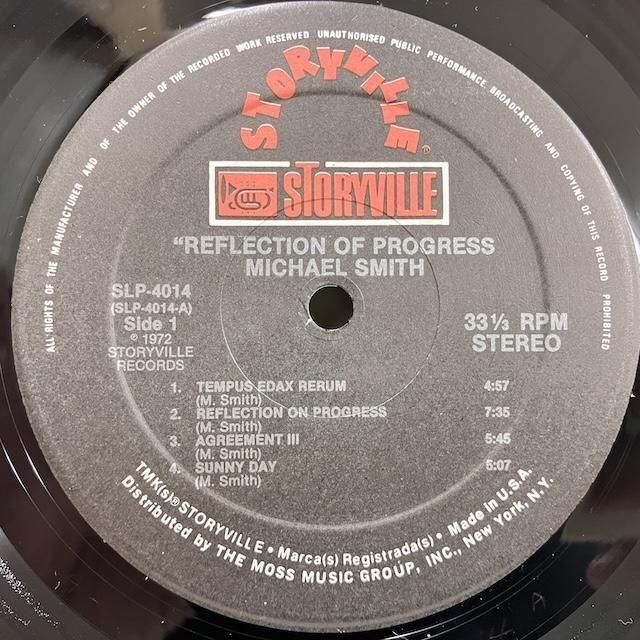 ALL RIGHTS OF THE MANUFACTURER AND OF THE OWNER OF THE RECORDED WORK RESERVED UNAUTHORISED PUBLIC PERFORMANCE BROADCASTING AND COPYING OF THIS RECORD PROHIBITED
STORYVILLE®
STORYVILLE
“REFLECTION OF PROGRESS
MICHAEL SMITH
SLP-4014
(SLP-4014-A)
Side 1
℗ 1972
STORYVILLE
RECORDS
33⅓ RPM
STEREO
1. TEMPUS EDAX RERUM 4:57
(M. Smith)
2. REFLECTION ON PROGRESS 7:35
(M. Smith)
3. AGREEMENT III 5:45
(M. Smith)
4. SUNNY DAY 5:07
(M. Smith)
TMK(s)® STORYVILLE • Marca(s) Registrada(s) • Made in U.S.A.
Distributed by THE MOSS MUSIC GROUP, INC., New York, N.Y.